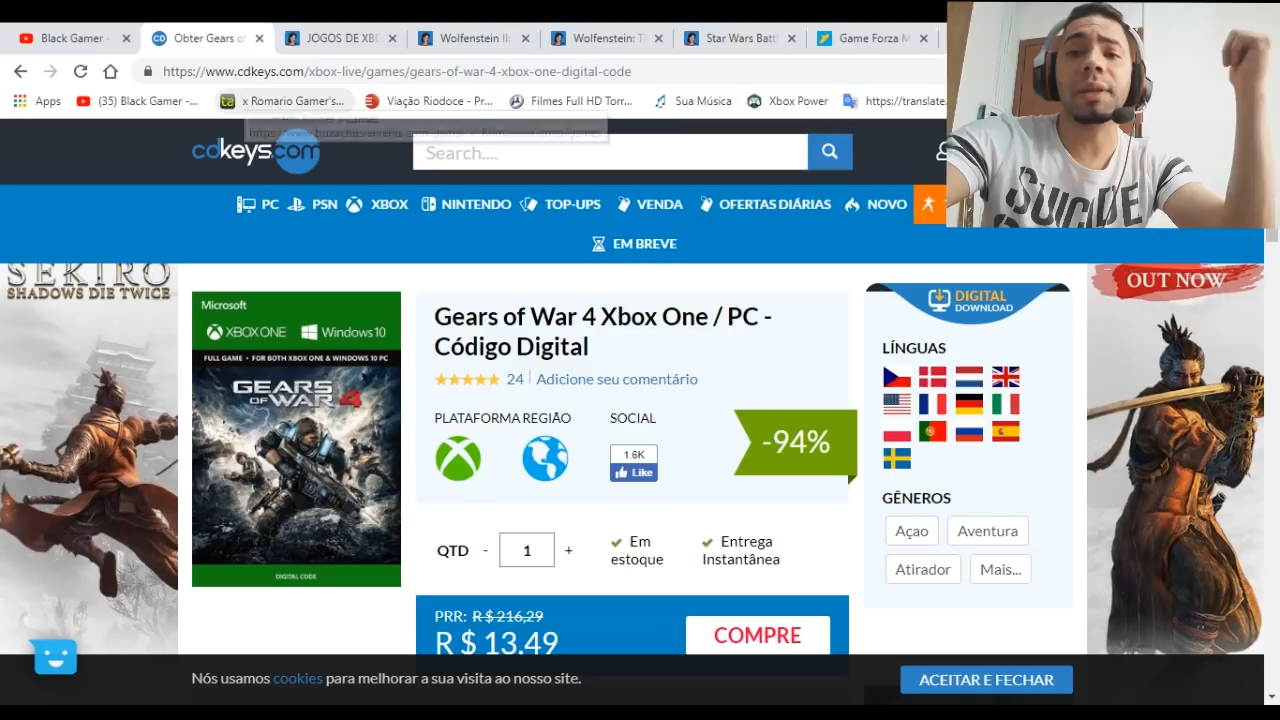 Black Gamer -
Obter Gears o
JOGOS DE XB
Wolfenstein II:
Wolfenstein: T
Star Wars Batt
Game Forza M
https://www.cdkeys.com/xbox-live/games/gears-of-war-4-xbox-one-digital-code
Apps
(35) Black Gamer -...
x Romario Gamer's...
Viação Riodoce - Pr...
Filmes Full HD Torr...
Sua Música
Xbox Power
https://translate.
cdkeys.com
Search....
PC
PSN
XBOX
NINTENDO
TOP-UPS
VENDA
OFERTAS DIÁRIAS
NOVO
EM BREVE
SUICIDE
SEKIRO
SHADOWS DIE TWICE
OUT NOW
Microsoft
XBOX ONE
Windows 10
FULL GAME • FOR BOTH XBOX ONE & WINDOWS 10 PC
GEARS
OF WAR 4
DIGITAL CODE
Gears of War 4 Xbox One / PC -
Código Digital
24
Adicione seu comentário
PLATAFORMA
REGIÃO
SOCIAL
1.6K
Like
-94%
QTD
-
1
+
Em
estoque
Entrega
Instantânea
PRR: R$ 216,29
R$ 13.49
COMPRE
DIGITAL
DOWNLOAD
LÍNGUAS
GÊNEROS
Açao
Aventura
Atirador
Mais...
Nós usamos cookies para melhorar a sua visita ao nosso site.
ACEITAR E FECHAR